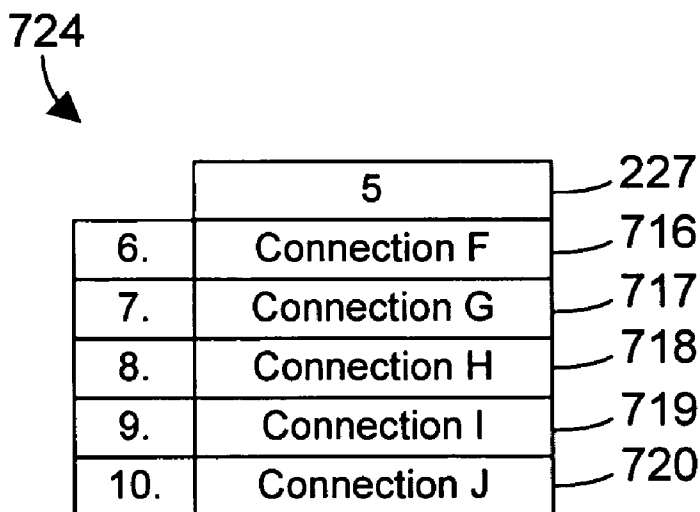 724
5 227
6. Connection F 716
7. Connection G 717
8. Connection H 718
9. Connection I 719
10. Connection J 720